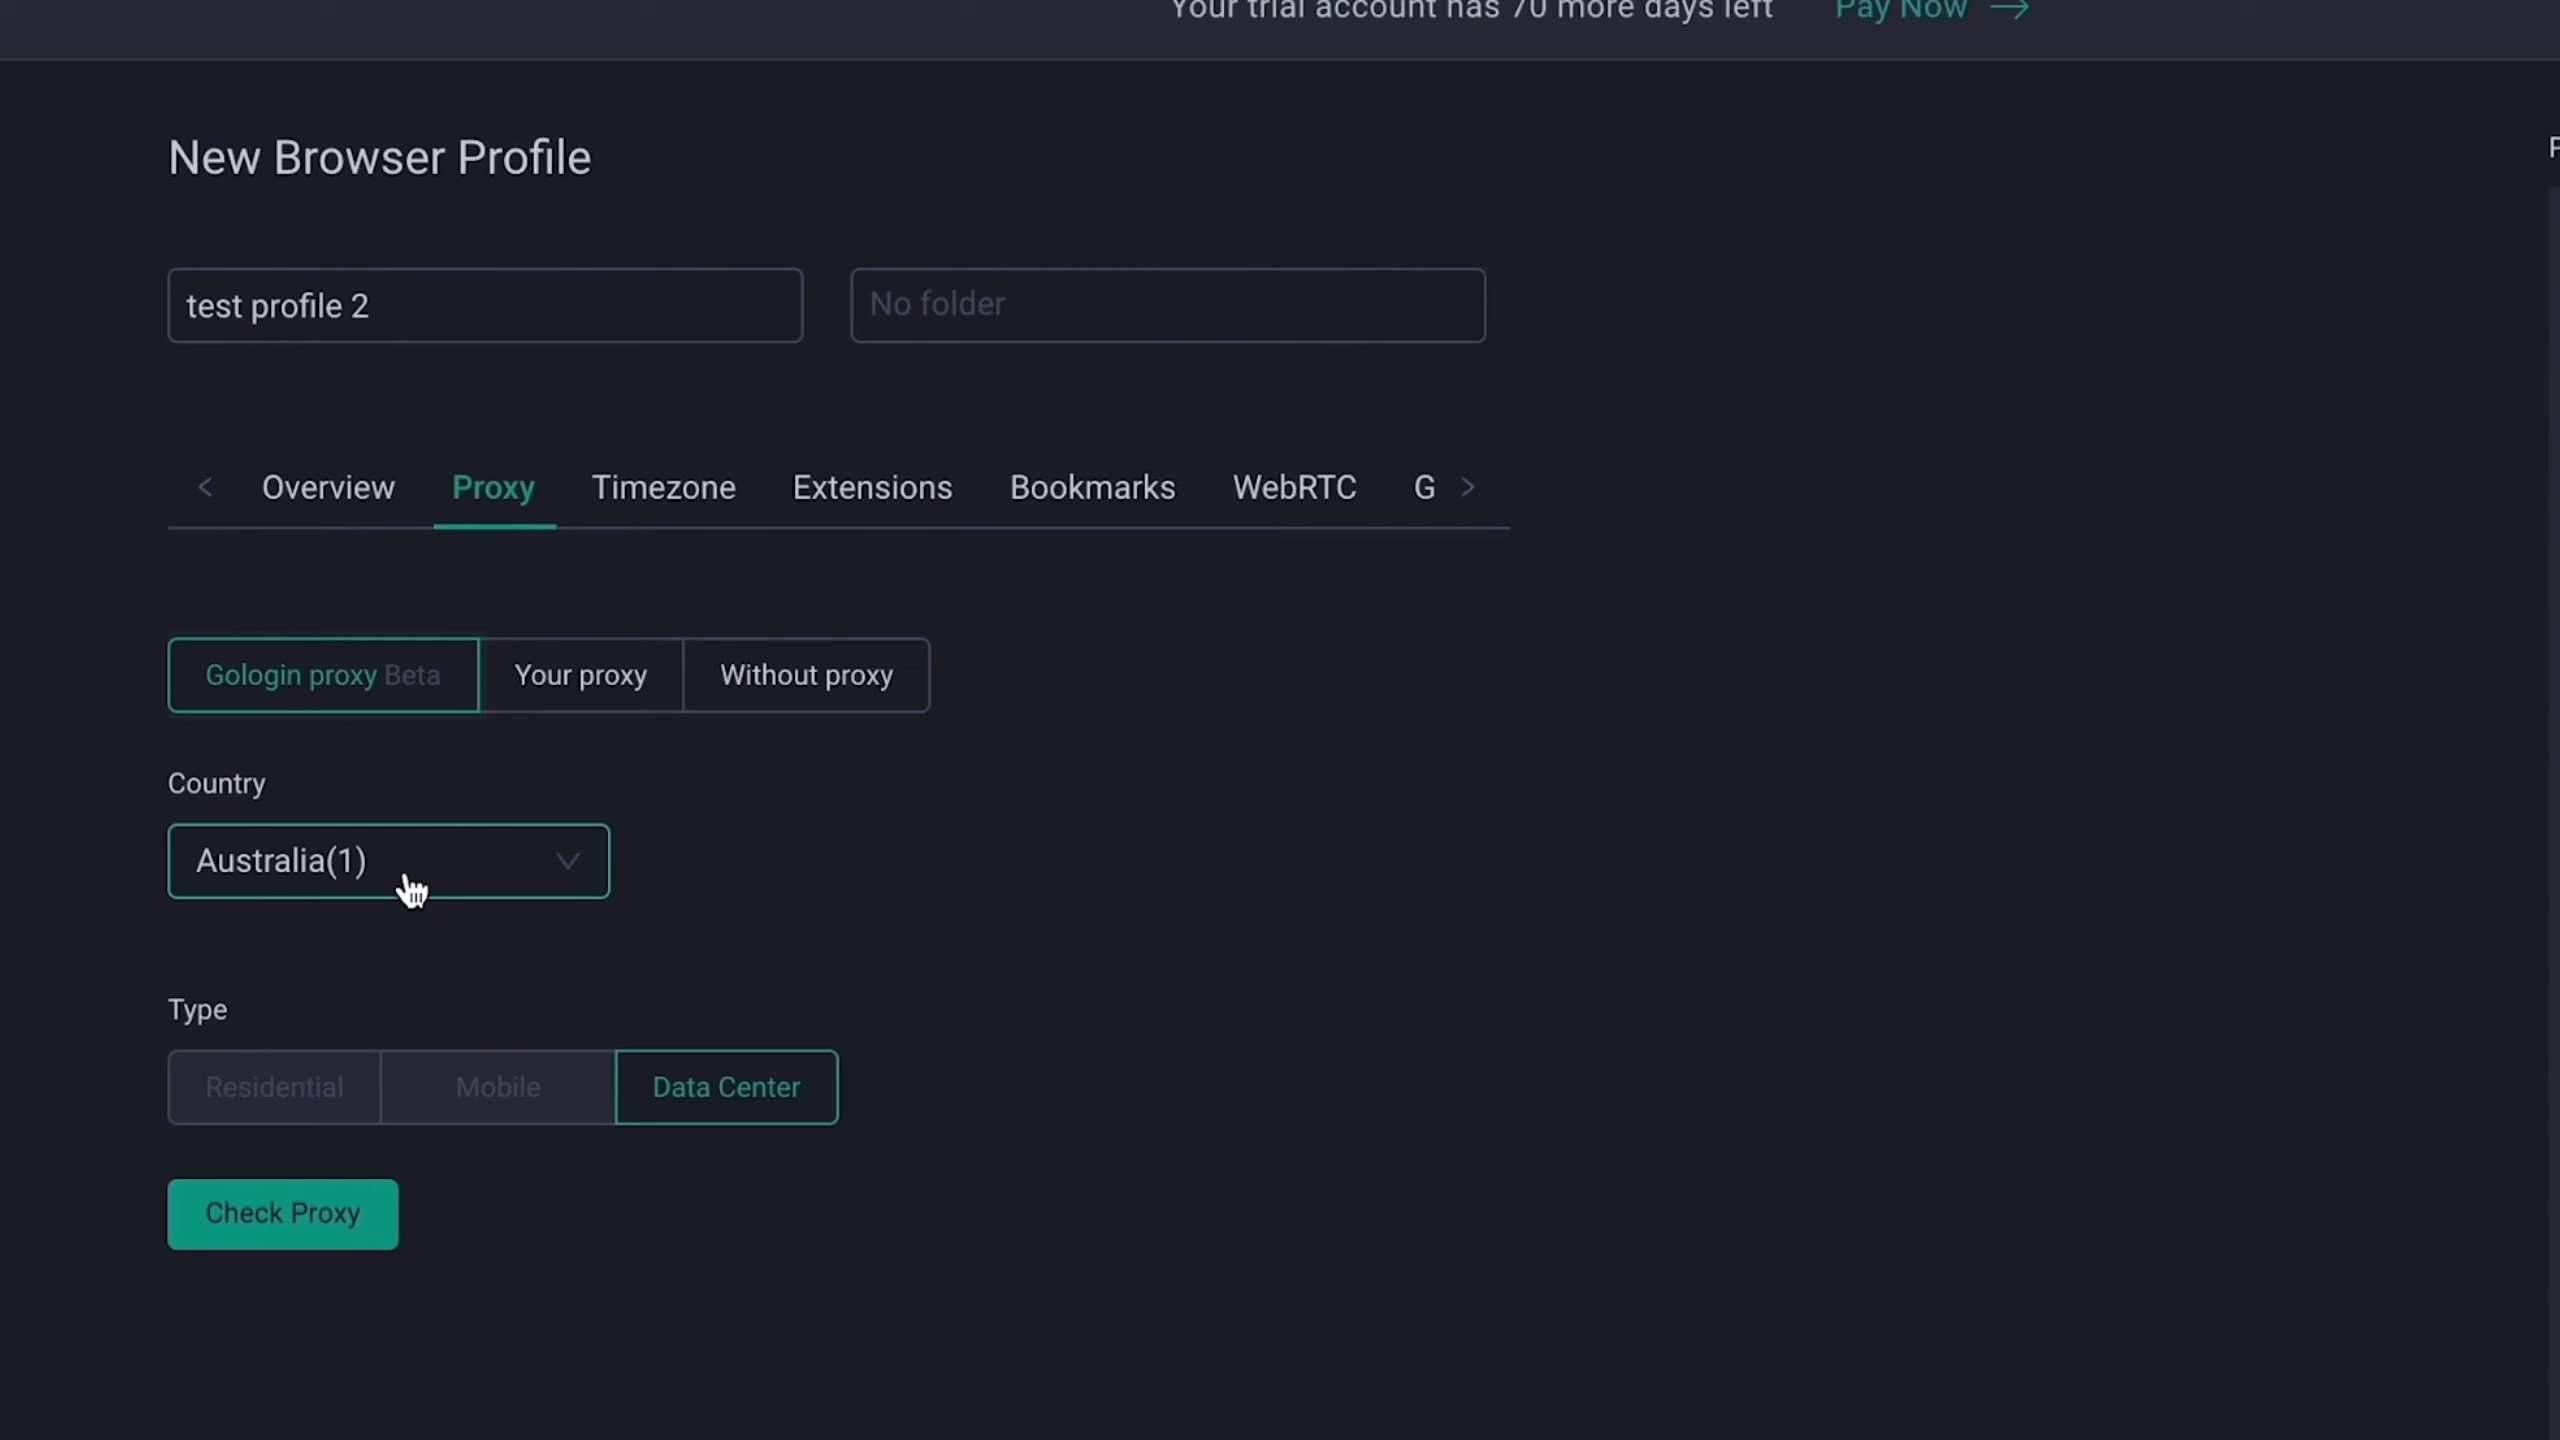 Your trial account has 70 more days left Pay Now →
New Browser Profile
test profile 2 No folder
< Overview Proxy Timezone Extensions Bookmarks WebRTC G >
Gologin proxy Beta Your proxy Without proxy
Country
Australia(1)
Type
Residential Mobile Data Center
Check Proxy